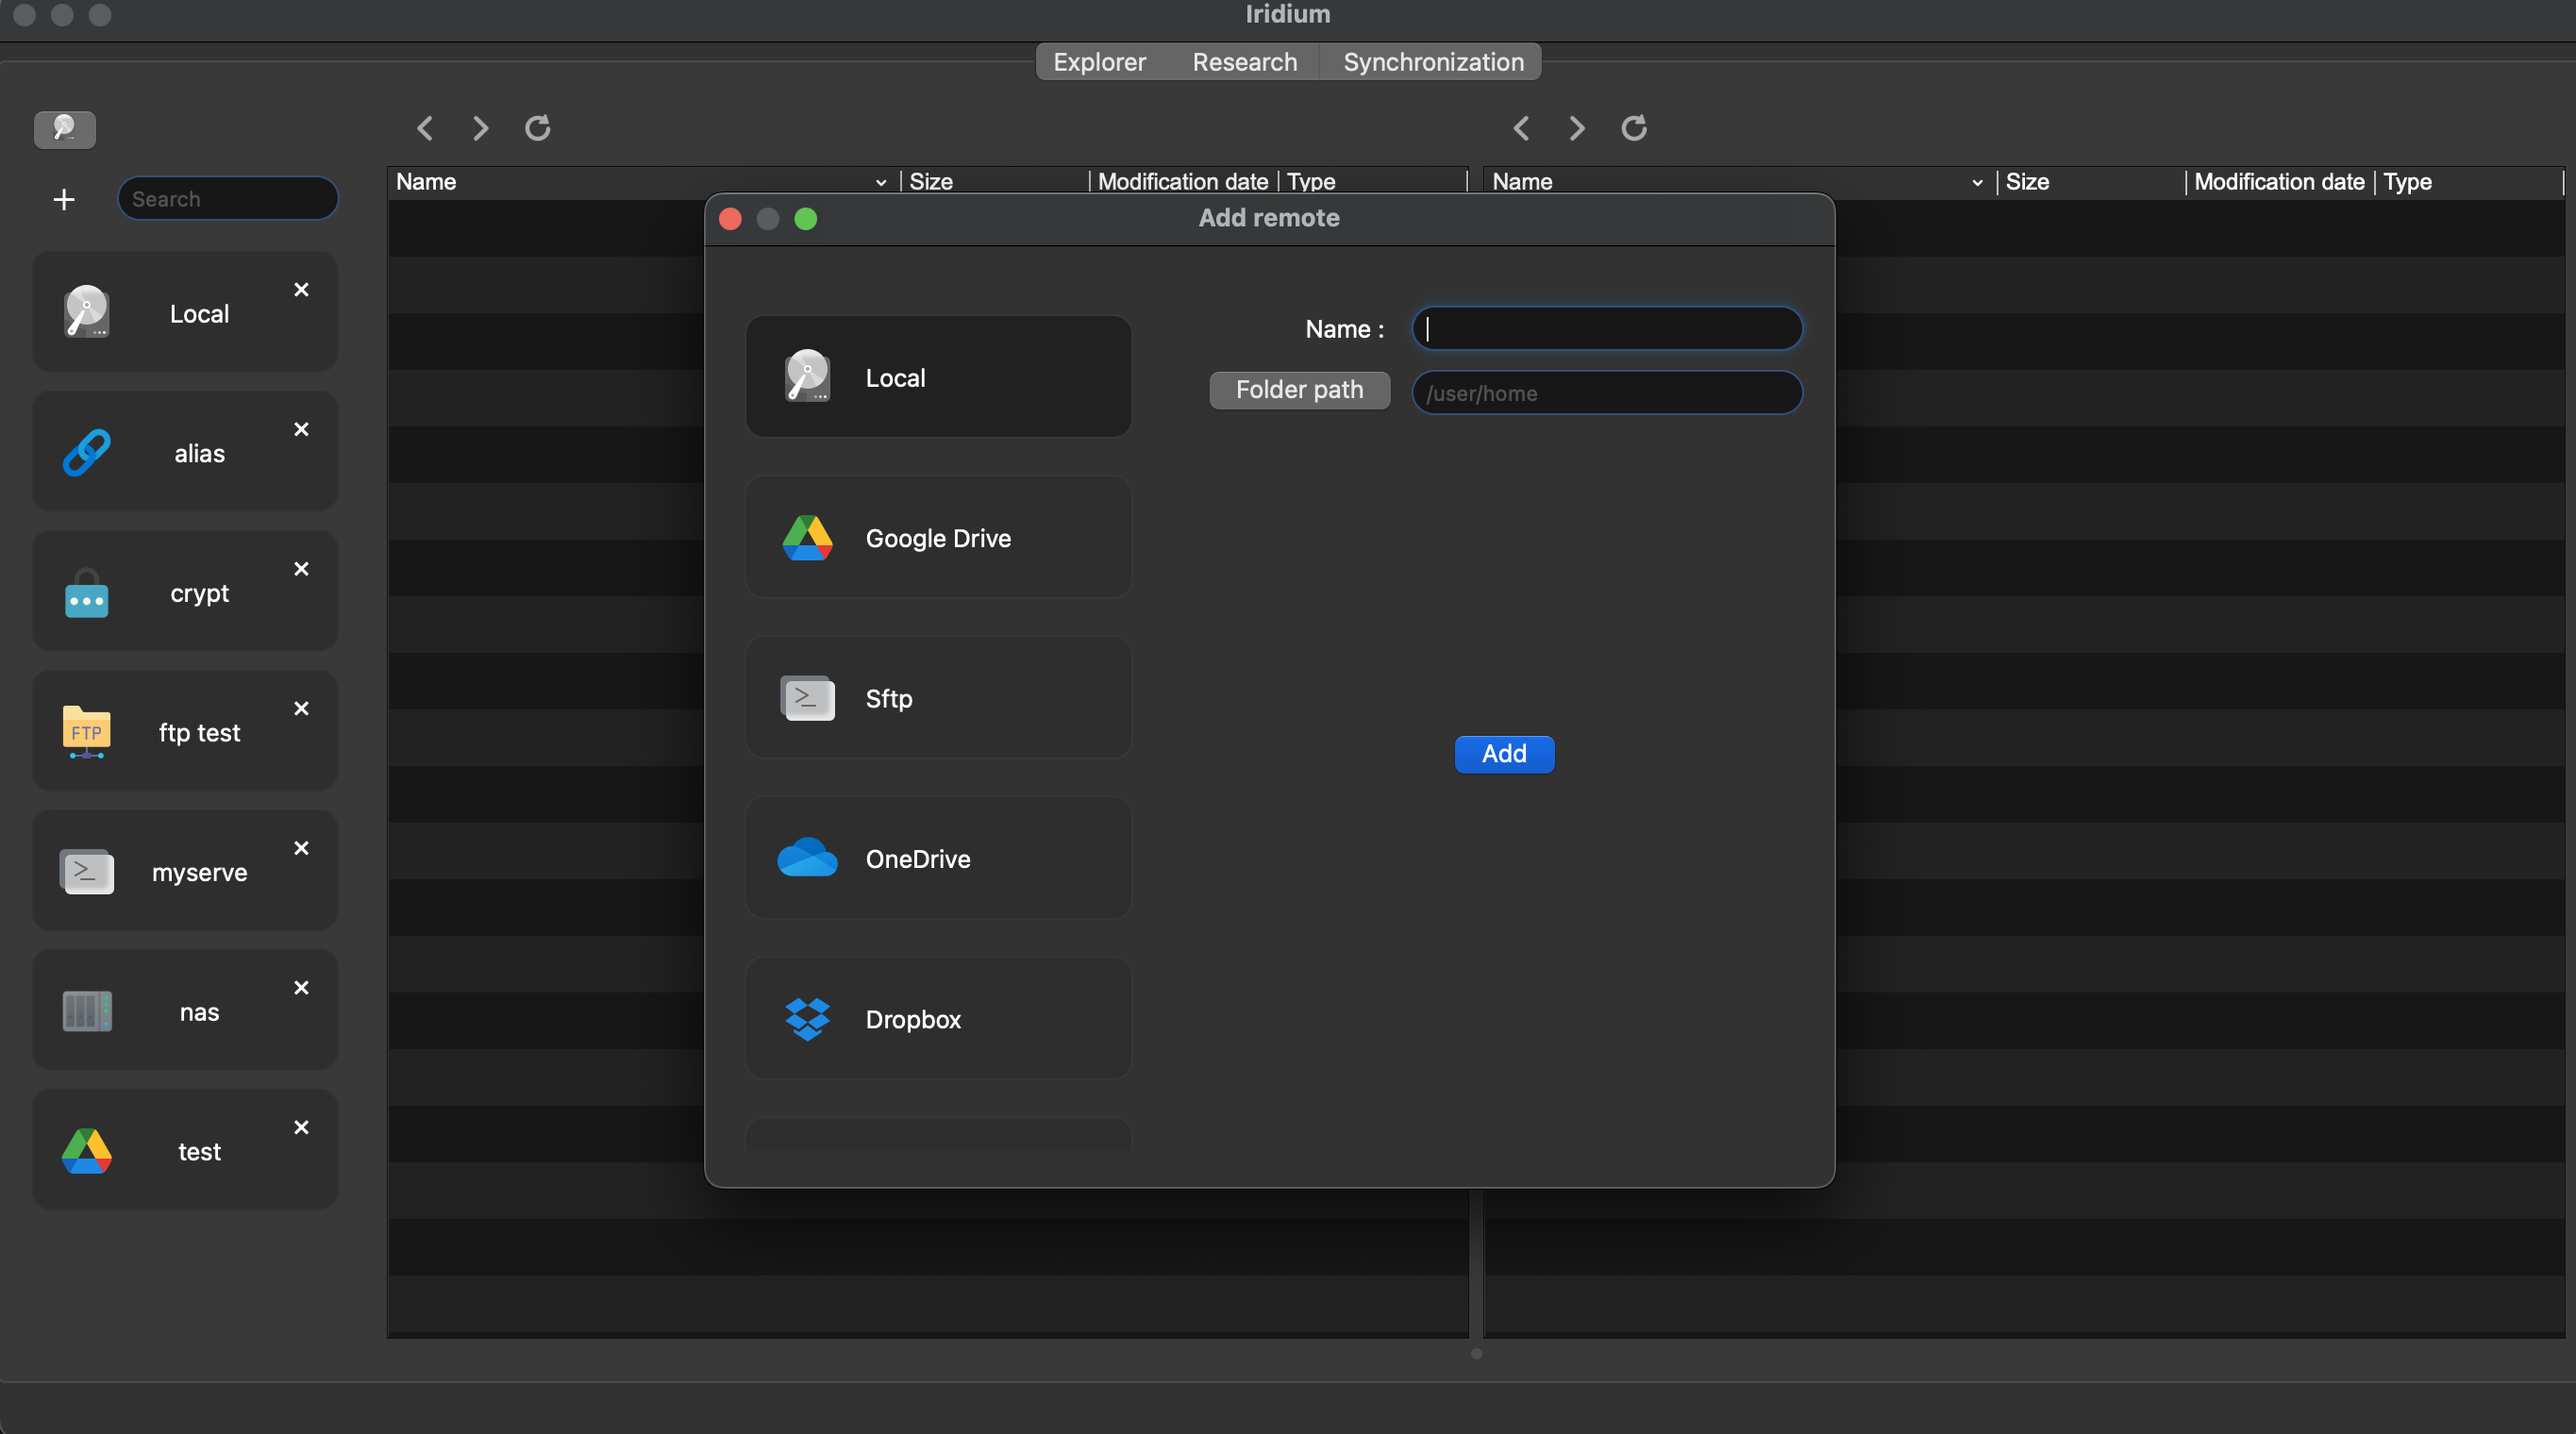 Iridium
Explorer Research Synchronization
Search
Name Size Modification date Type
Name Size Modification date Type
Local
alias
crypt
FTP
ftp test
myserve
nas
test
Add remote
Local
Google Drive
Sftp
OneDrive
Dropbox
Name :
Folder path /user/home
Add